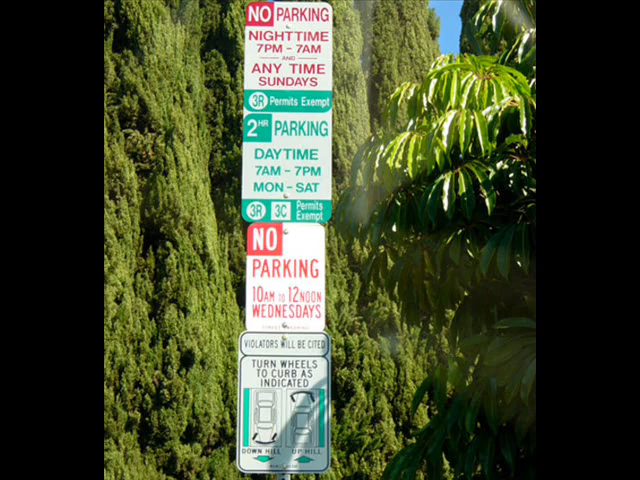 NO PARKING
NIGHTTIME
7PM - 7AM
AND
ANY TIME
SUNDAYS
3R Permits Exempt
2HR PARKING
DAYTIME
7AM - 7PM
MON - SAT
3R 3C Permits Exempt
NO
PARKING
10AM TO 12NOON
WEDNESDAYS
VIOLATORS WILL BE CITED
TURN WHEELS
TO CURB AS
INDICATED
DOWN HILL UP HILL